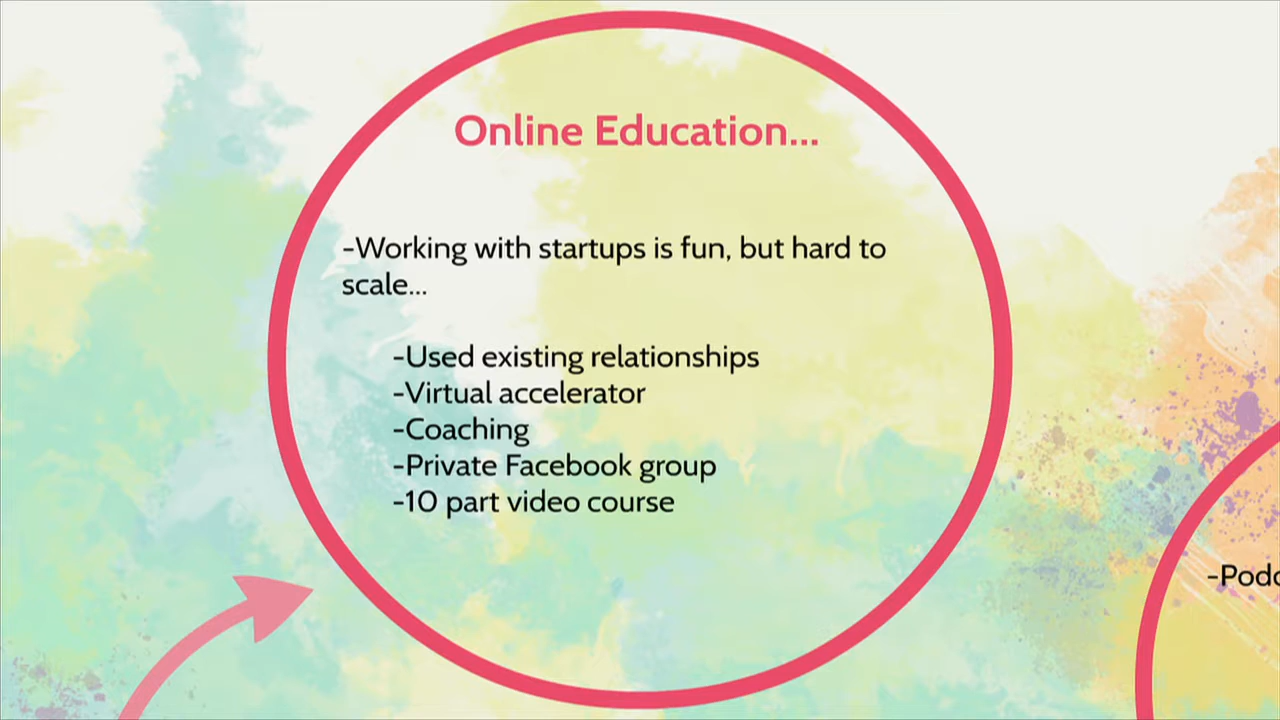 Online Education...
-Working with startups is fun, but hard to
scale...
-Used existing relationships
-Virtual accelerator
-Coaching
-Private Facebook group
-10 part video course